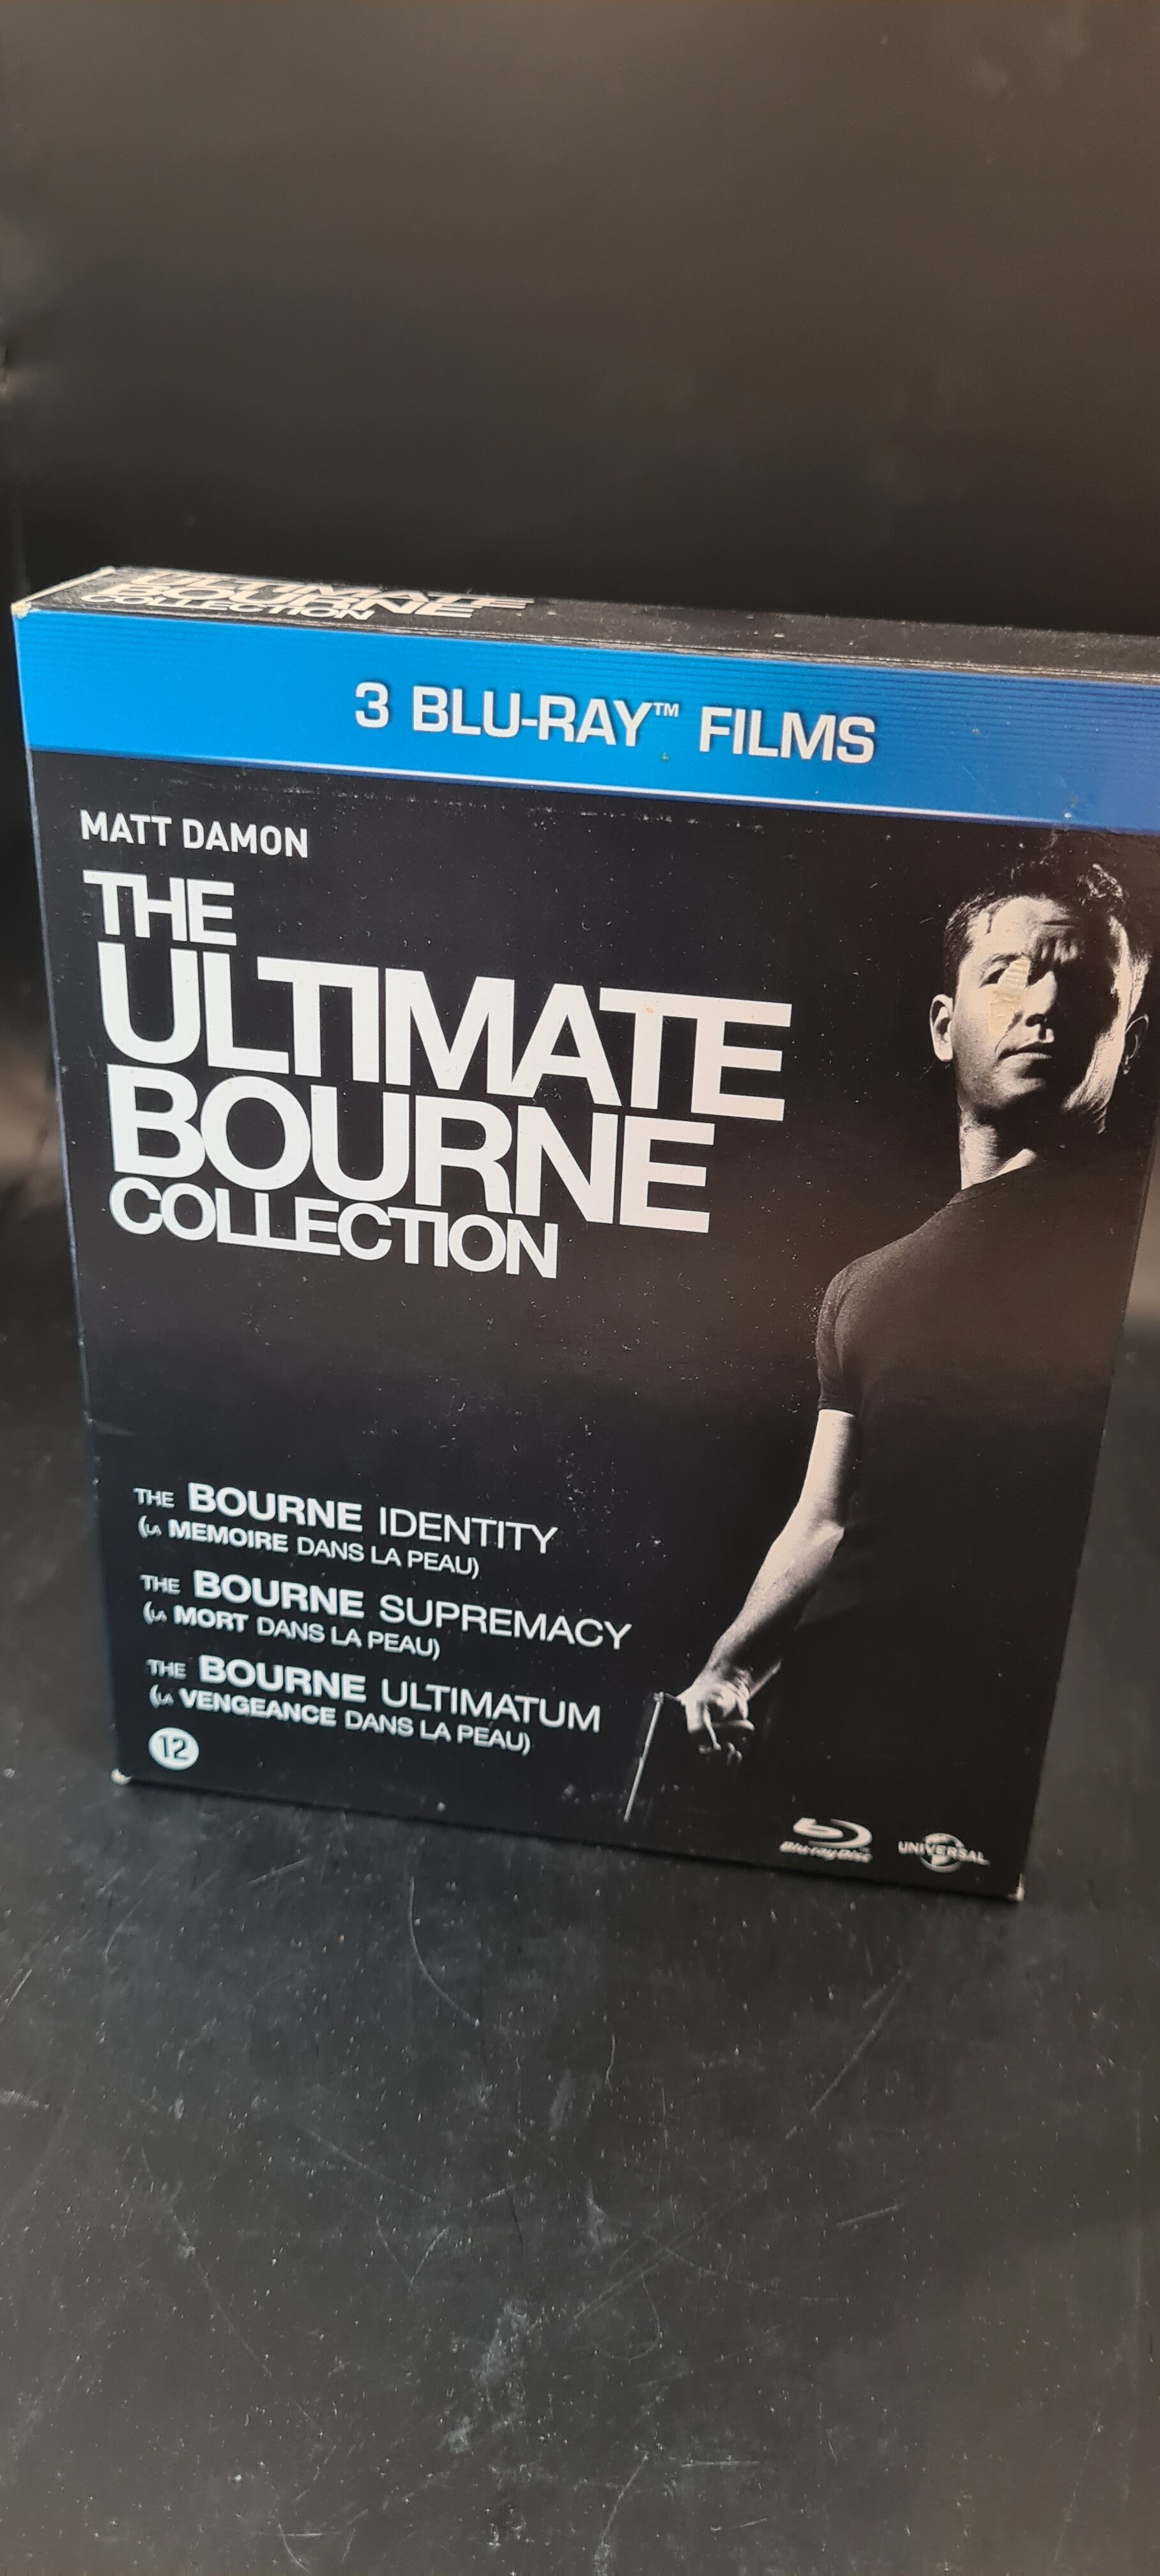 ULTIMATE
BOURNE
COLLECTION
3 BLU-RAY™ FILMS
MATT DAMON
THE
ULTIMATE
BOURNE
COLLECTION
THE BOURNE IDENTITY
(LA MEMOIRE DANS LA PEAU)
THE BOURNE SUPREMACY
(LA MORT DANS LA PEAU)
THE BOURNE ULTIMATUM
(LA VENGEANCE DANS LA PEAU)
12
Blu-ray Disc
UNIVERSAL